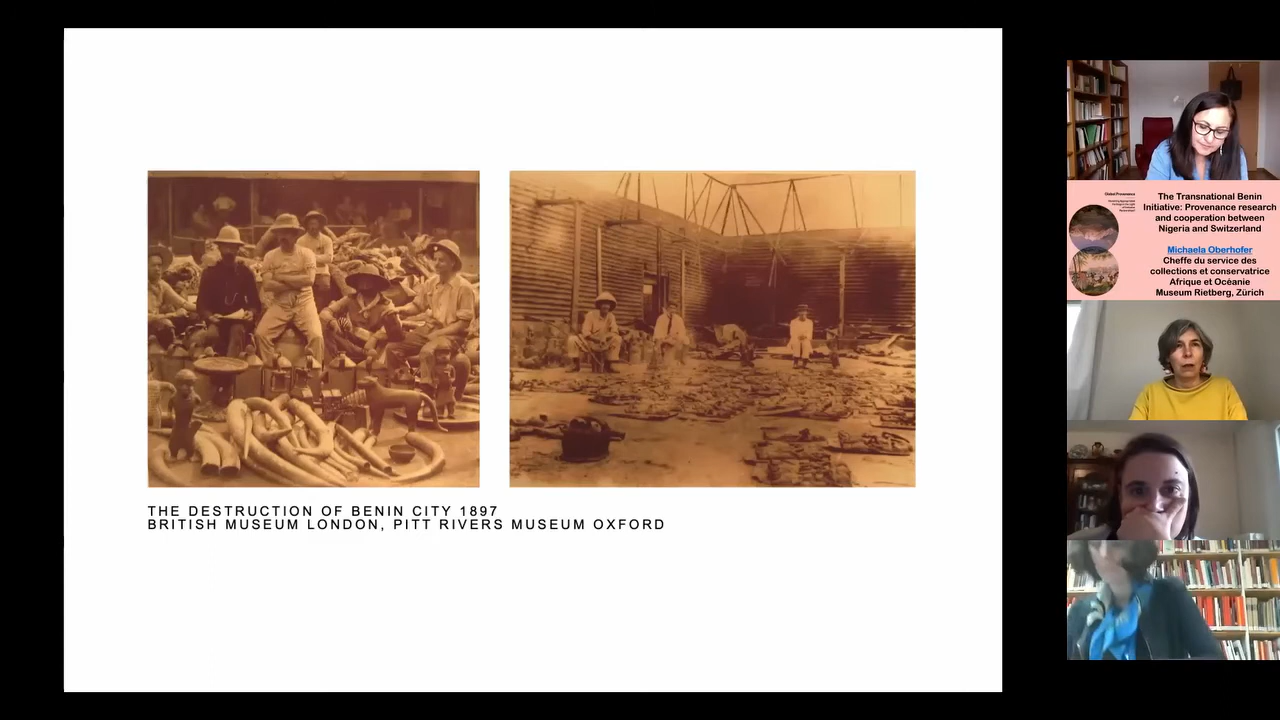 THE DESTRUCTION OF BENIN CITY 1897
BRITISH MUSEUM LONDON, PITT RIVERS MUSEUM OXFORD
The Transnational Benin
Initiative: Provenance research
and cooperation between
Nigeria and Switzerland
Michaela Oberhofer
Cheffe du service des
collections et conservatrice
Afrique et Océanie
Museum Rietberg, Zürich